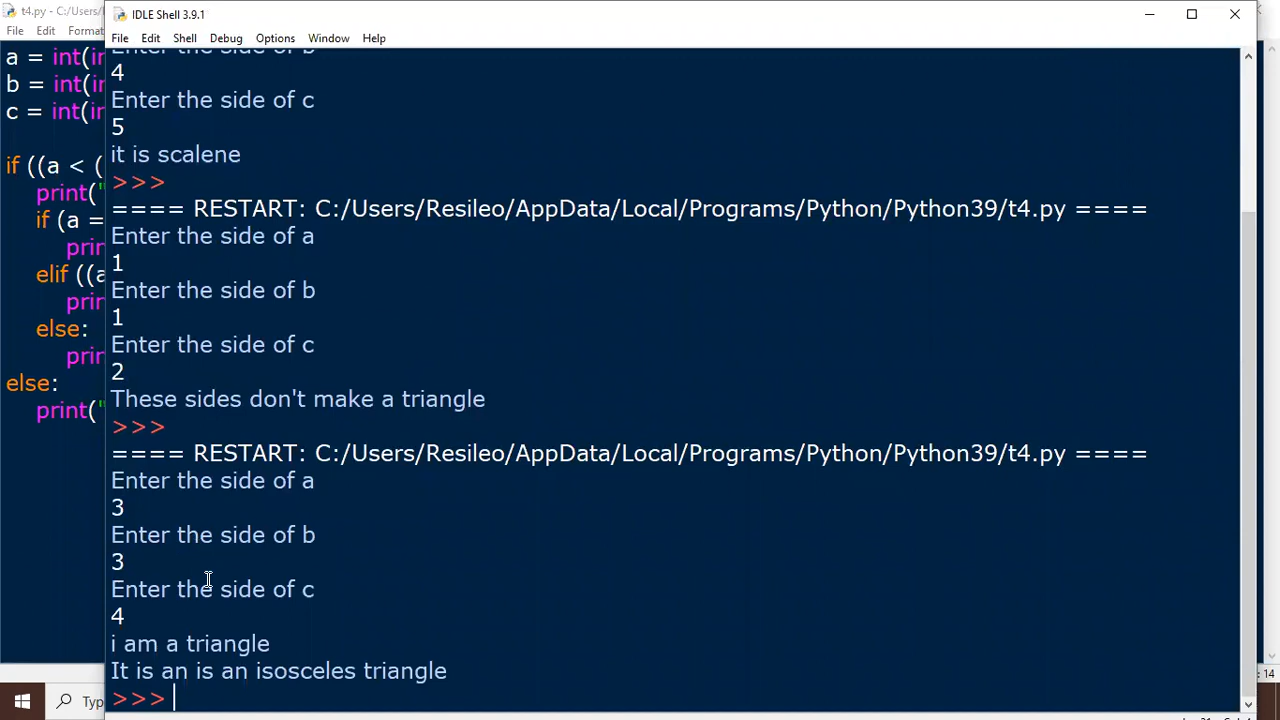 t4.py - C:/Users/R
File Edit Format
a = int(i
b = int(i
c = int(i
if ((a < (
print("
if (a =
prin
elif ((a
prin
else:
prin
else:
print("
IDLE Shell 3.9.1
File Edit Shell Debug Options Window Help
4
Enter the side of c
5
it is scalene
>>>
==== RESTART: C:/Users/Resileo/AppData/Local/Programs/Python/Python39/t4.py ====
Enter the side of a
1
Enter the side of b
1
Enter the side of c
2
These sides don't make a triangle
>>>
==== RESTART: C:/Users/Resileo/AppData/Local/Programs/Python/Python39/t4.py ====
Enter the side of a
3
Enter the side of b
3
Enter the side of c
4
i am a triangle
It is an is an isosceles triangle
>>>
: 14
Typ